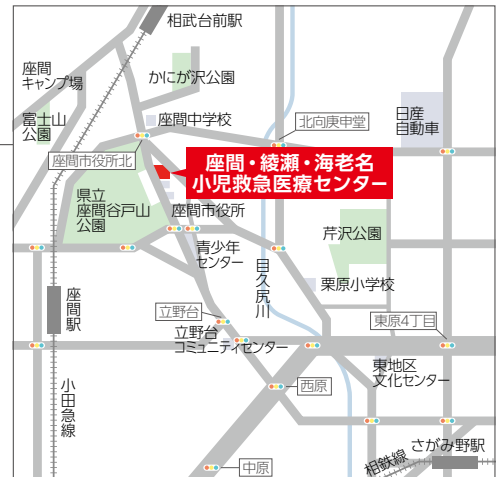 相武台前駅
座間
キャンプ場
かにが沢公園
富士山
公園
座間中学校
北向庚申堂
日産
自動車
座間市役所北
座間・綾瀬・海老名
小児救急医療センター
県立
座間谷戸山
公園
座間市役所
芹沢公園
青少年
センター
目久尻川
栗原小学校
座間駅
立野台
東原4丁目
立野台
コミュニティセンター
東地区
文化センター
小田急線
西原
さがみ野駅
相鉄線
中原